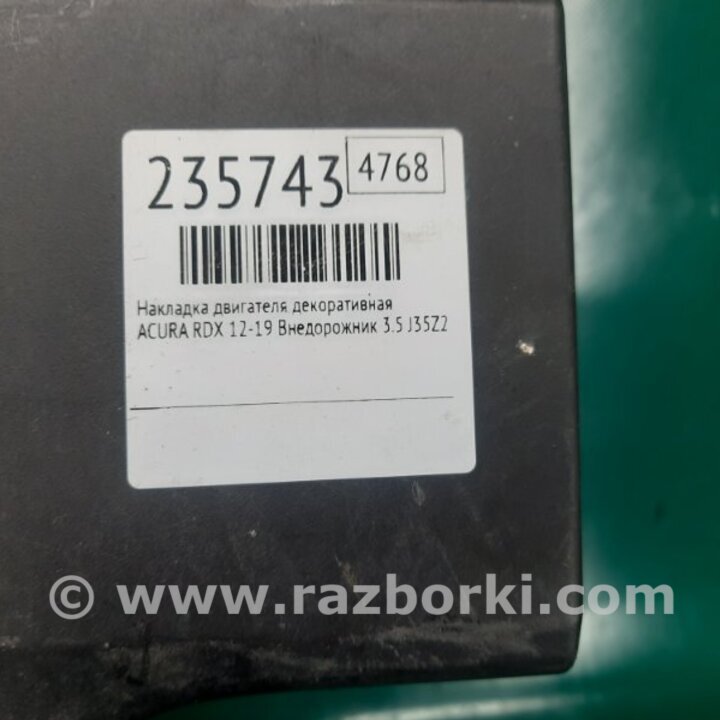 235743 4768
Накладка двигателя декоративная
ACURA RDX 12-19 Внедорожник 3.5 J35Z2
© www.razborki.com